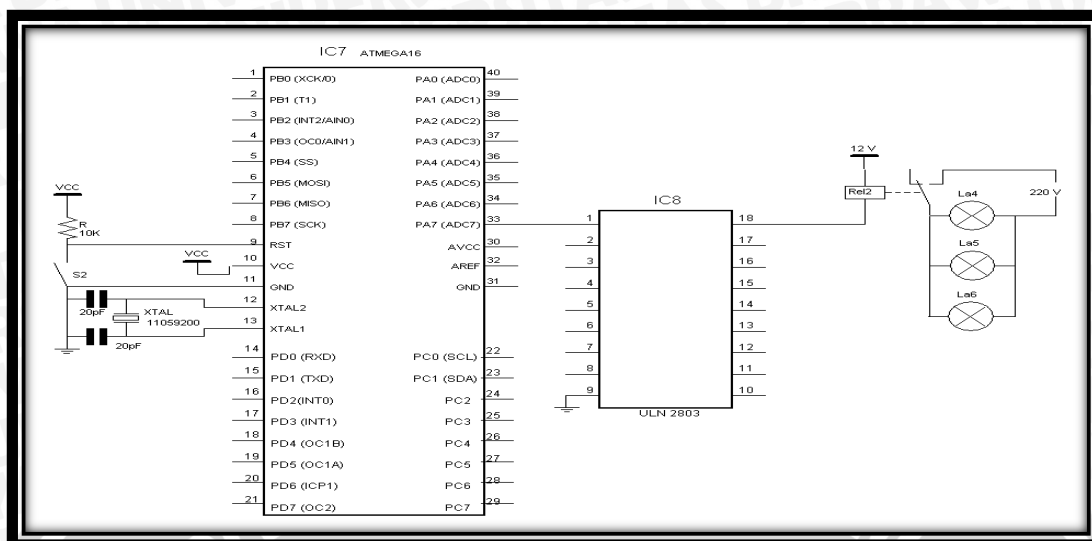 IC7 ATMEGA16
1 PB0 (XCK/0)
2 PB1 (T1)
3 PB2 (INT2/AIN0)
4 PB3 (OC0/AIN1)
5 PB4 (SS)
6 PB5 (MOSI)
7 PB6 (MISO)
8 PB7 (SCK)
9 RST
10 VCC
11 GND
12 XTAL2
13 XTAL1
14 PD0 (RXD)
15 PD1 (TXD)
16 PD2(INT0)
17 PD3 (INT1)
18 PD4 (OC1B)
19 PD5 (OC1A)
20 PD6 (ICP1)
21 PD7 (OC2)
PA0 (ADC0) 40
PA1 (ADC1) 39
PA2 (ADC2) 38
PA3 (ADC3) 37
PA4 (ADC4) 36
PA5 (ADC5) 35
PA6 (ADC6) 34
PA7 (ADC7) 33
AVCC 30
AREF 32
GND 31
PC0 (SCL) 22
PC1 (SDA) 23
PC2 24
PC3 25
PC4 26
PC5 27
PC6 28
PC7 29
VCC
R
10K
VCC
S2
20pF
XTAL
11059200
20pF
IC8
1
2
3
4
5
6
7
8
9
18
17
16
15
14
13
12
11
10
ULN 2803
12 V
Rel2
La4
220 V
La5
La6